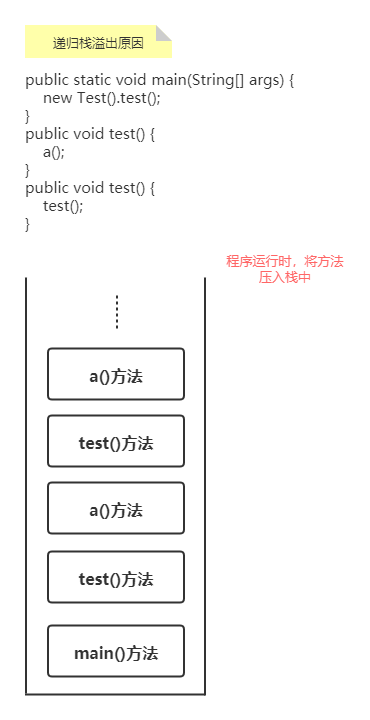 递归栈溢出原因
public static void main(String[] args) {
new Test().test();
}
public void test() {
a();
}
public void test() {
test();
}
程序运行时，将方法
压入栈中
a()方法
test()方法
a()方法
test()方法
main()方法